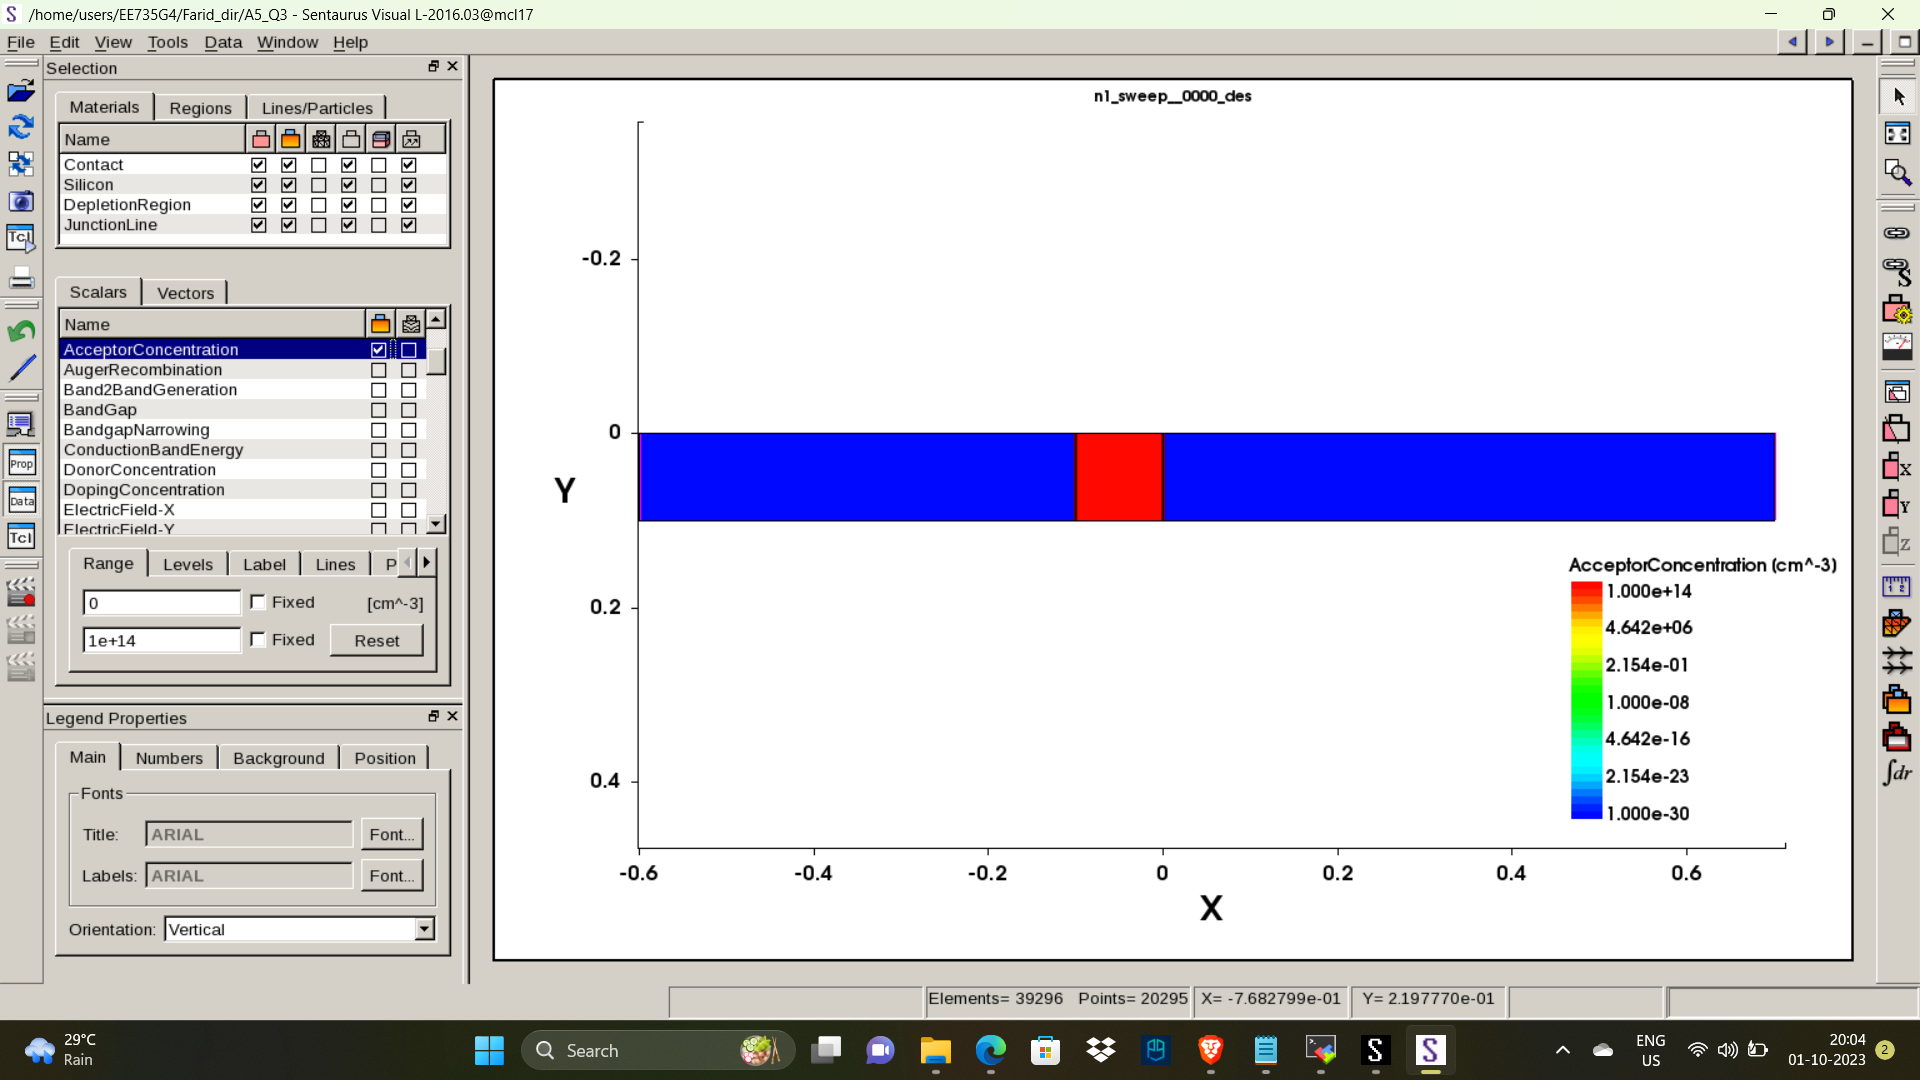 /home/users/EE735G4/Farid_dir/A5_Q3 - Sentaurus Visual L-2016.03@mcl17
File Edit View Tools Data Window Help
Selection
Materials Regions Lines/Particles
Name
Contact
Silicon
DepletionRegion
JunctionLine
Scalars Vectors
Name
AcceptorConcentration
AugerRecombination
Band2BandGeneration
BandGap
BandgapNarrowing
ConductionBandEnergy
DonorConcentration
DopingConcentration
ElectricField-X
ElectricField-Y
Range Levels Label Lines P
0 Fixed [cm^-3]
1e+14 Fixed Reset
Legend Properties
Main Numbers Background Position
Fonts
Title: ARIAL Font...
Labels: ARIAL Font...
Orientation: Vertical
Tcl
Prop
Data
Tcl
n1_sweep__0000_des
-0.2
0
0.2
0.4
Y
-0.6 -0.4 -0.2 0 0.2 0.4 0.6
X
AcceptorConcentration (cm^-3)
1.000e+14
4.642e+06
2.154e-01
1.000e-08
4.642e-16
2.154e-23
1.000e-30
S
X
Y
Z
∫dr
Elements= 39296 Points= 20295 X= -7.682799e-01 Y= 2.197770e-01
29°C
Rain
Search
ENG
US
20:04
01-10-2023
2